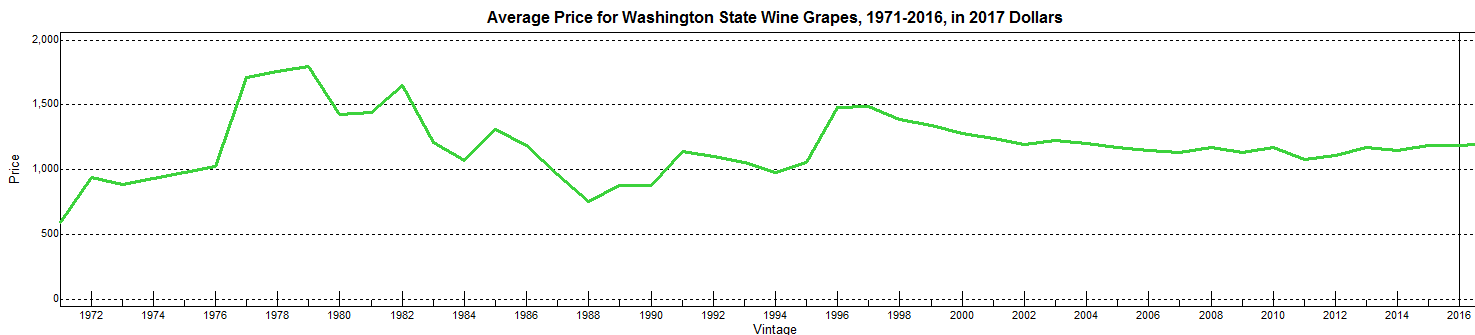 Average Price for Washington State Wine Grapes, 1971-2016, in 2017 Dollars
2,000
1,500
1,000
500
0
Price
1972 1974 1976 1978 1980 1982 1984 1986 1988 1990 1992 1994 1996 1998 2000 2002 2004 2006 2008 2010 2012 2014 2016
Vintage